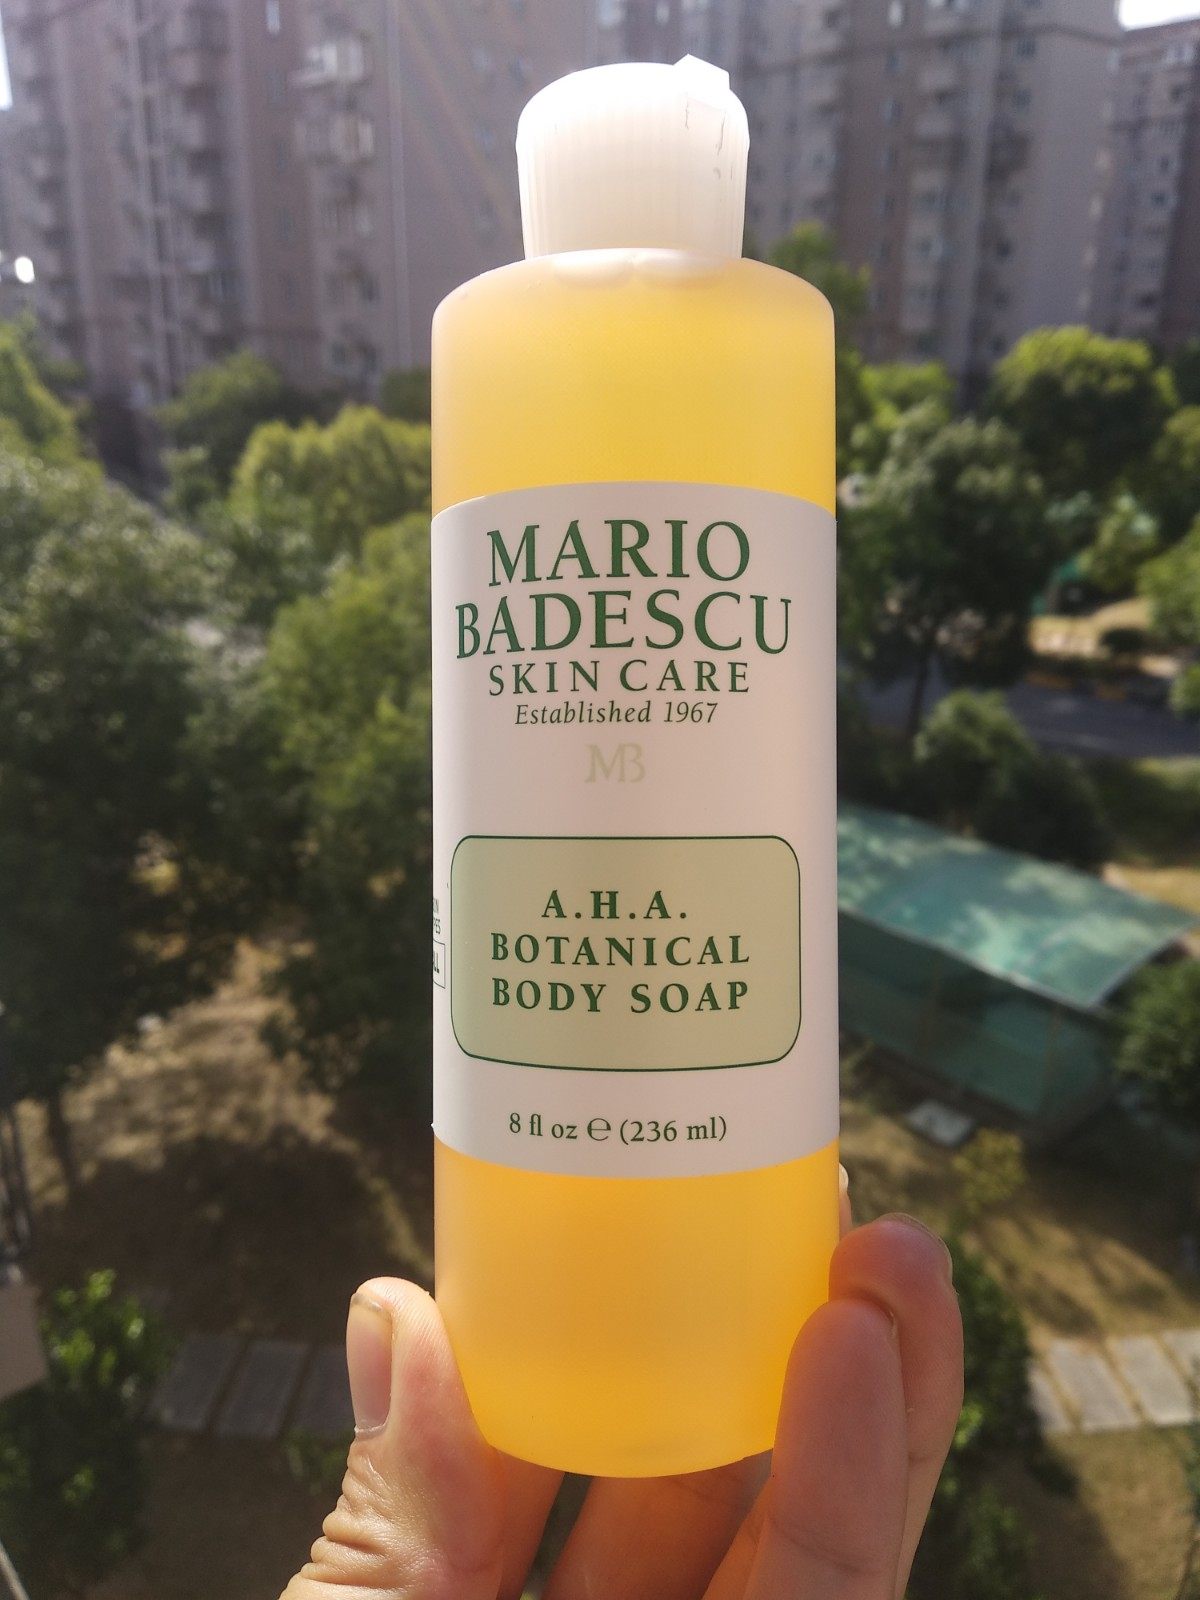 MARIO
BADESCU
SKIN CARE
Established 1967
MB
A.H.A.
BOTANICAL
BODY SOAP
8 fl oz ℮ (236 ml)